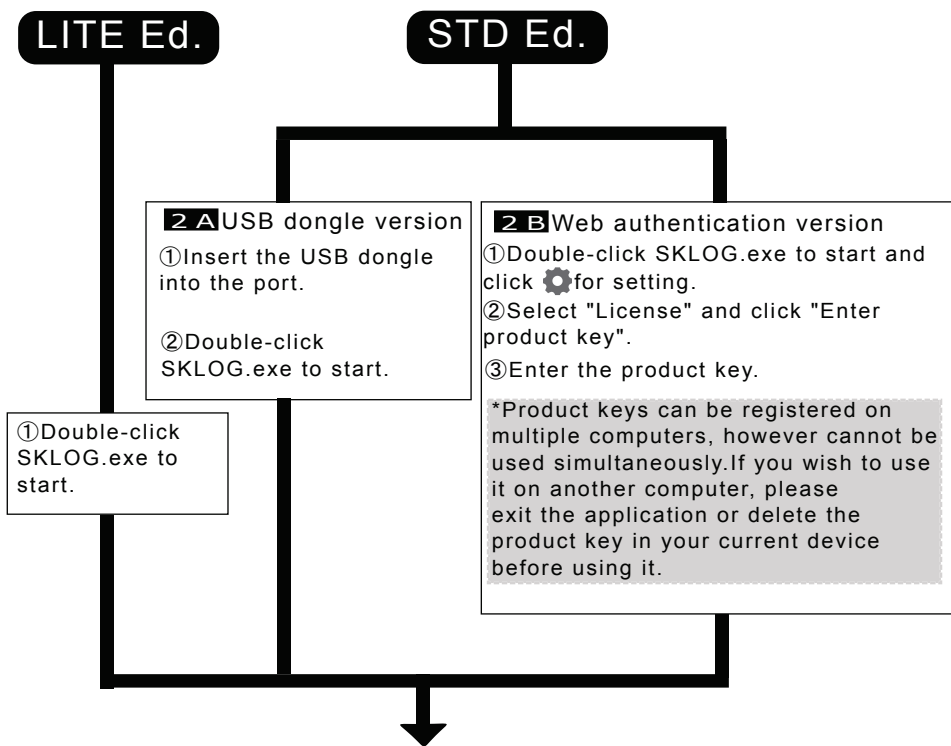 LITE Ed.
STD Ed.
2 A USB dongle version
①Insert the USB dongle
into the port.
②Double-click
SKLOG.exe to start.
2 B Web authentication version
①Double-click SKLOG.exe to start and
click for setting.
②Select "License" and click "Enter
product key".
③Enter the product key.
*Product keys can be registered on
multiple computers, however cannot be
used simultaneously.If you wish to use
it on another computer, please
exit the application or delete the
product key in your current device
before using it.
①Double-click
SKLOG.exe to
start.